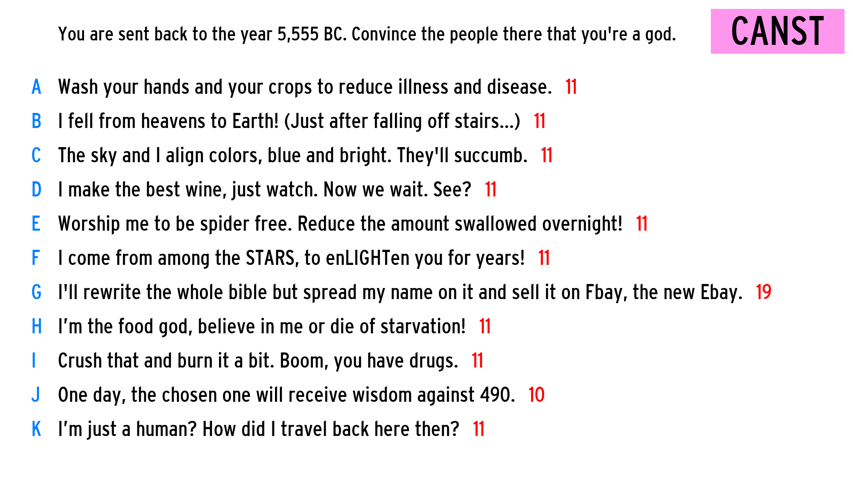 You are sent back to the year 5,555 BC. Convince the people there that you're a god.
CANST
A Wash your hands and your crops to reduce illness and disease. 11
B I fell from heavens to Earth! (Just after falling off stairs...) 11
C The sky and I align colors, blue and bright. They'll succumb. 11
D I make the best wine, just watch. Now we wait. See? 11
E Worship me to be spider free. Reduce the amount swallowed overnight! 11
F I come from among the STARS, to enLIGHTen you for years! 11
G I'll rewrite the whole bible but spread my name on it and sell it on Fbay, the new Ebay. 19
H I’m the food god, believe in me or die of starvation! 11
I Crush that and burn it a bit. Boom, you have drugs. 11
J One day, the chosen one will receive wisdom against 490. 10
K I’m just a human? How did I travel back here then? 11